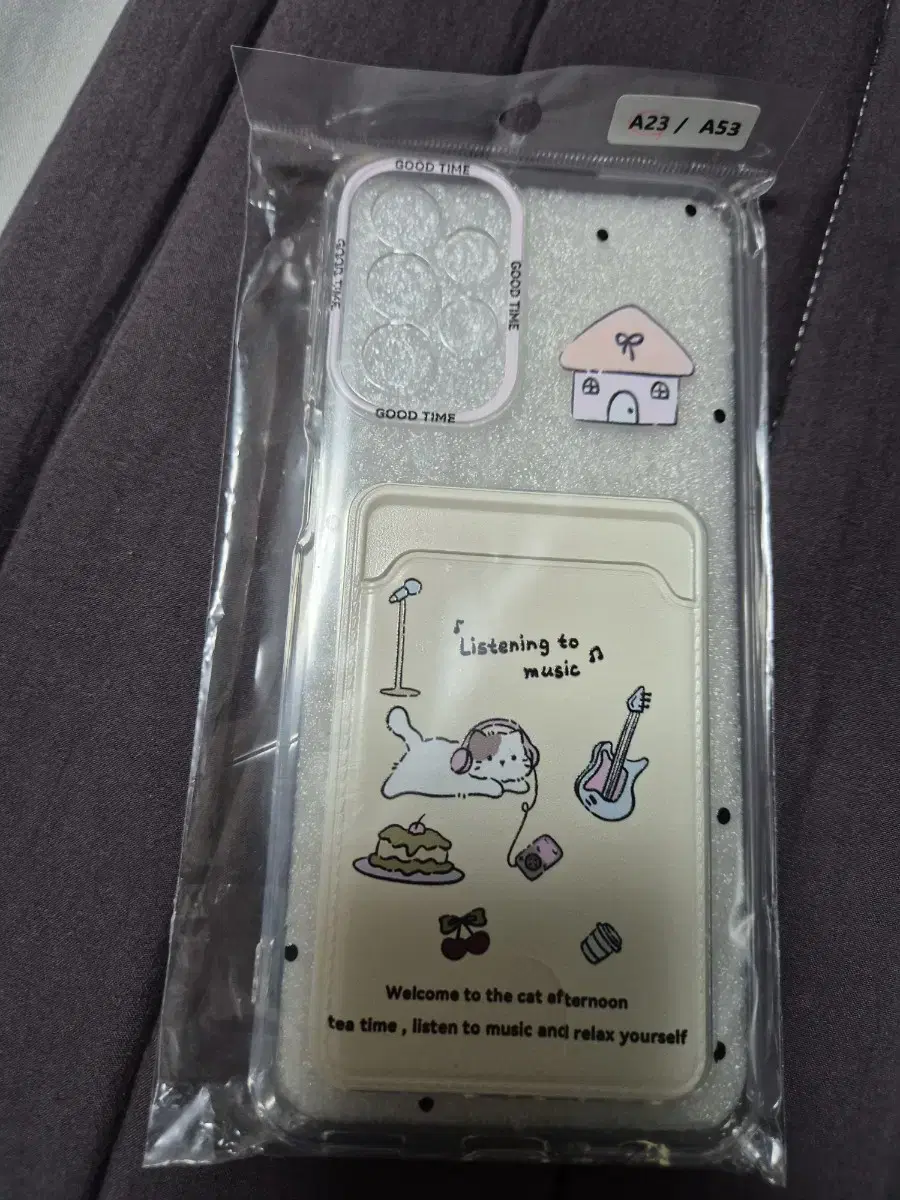 A23 / A53
GOOD TIME
GOOD TIME
GOOD TIME
GOOD TIME
Listening to
music
Welcome to the cat afternoon
tea time , listen to music and relax yourself